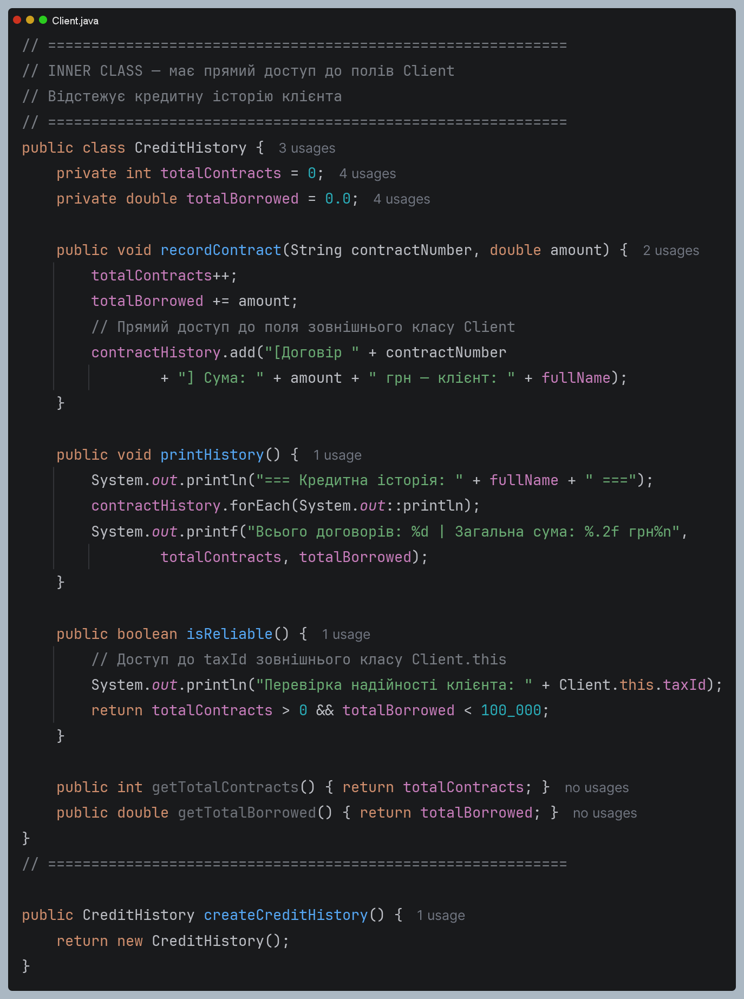 Client.java
// ============================================================
// INNER CLASS — має прямий доступ до полів Client
// Відстежує кредитну історію клієнта
// ============================================================
public class CreditHistory { 3 usages
    private int totalContracts = 0; 4 usages
    private double totalBorrowed = 0.0; 4 usages

    public void recordContract(String contractNumber, double amount) { 2 usages
        totalContracts++;
        totalBorrowed += amount;
        // Прямий доступ до поля зовнішнього класу Client
        contractHistory.add("[Договір " + contractNumber
                + "] Сума: " + amount + " грн — клієнт: " + fullName);
    }

    public void printHistory() { 1 usage
        System.out.println("=== Кредитна історія: " + fullName + " ===");
        contractHistory.forEach(System.out::println);
        System.out.printf("Всього договорів: %d | Загальна сума: %.2f грн%n",
                totalContracts, totalBorrowed);
    }

    public boolean isReliable() { 1 usage
        // Доступ до taxId зовнішнього класу Client.this
        System.out.println("Перевірка надійності клієнта: " + Client.this.taxId);
        return totalContracts > 0 && totalBorrowed < 100_000;
    }

    public int getTotalContracts() { return totalContracts; } no usages
    public double getTotalBorrowed() { return totalBorrowed; } no usages
}
// ============================================================

public CreditHistory createCreditHistory() { 1 usage
    return new CreditHistory();
}